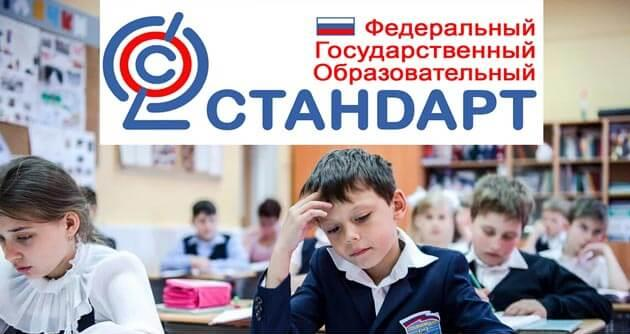 Федеральный
Государственный
Образовательный
СТАНДАРТ